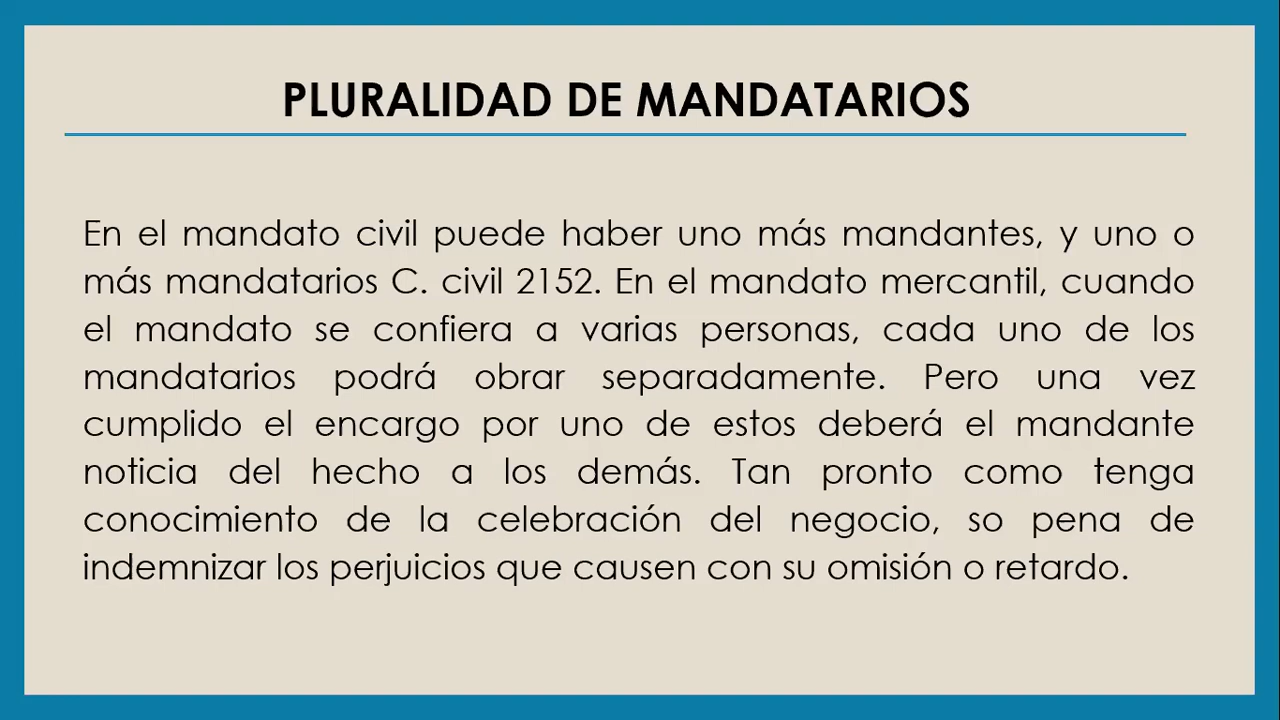 PLURALIDAD DE MANDATARIOS
En el mandato civil puede haber uno más mandantes, y uno o
más mandatarios C. civil 2152. En el mandato mercantil, cuando
el mandato se confiera a varias personas, cada uno de los
mandatarios podrá obrar separadamente. Pero una vez
cumplido el encargo por uno de estos deberá el mandante
noticia del hecho a los demás. Tan pronto como tenga
conocimiento de la celebración del negocio, so pena de
indemnizar los perjuicios que causen con su omisión o retardo.